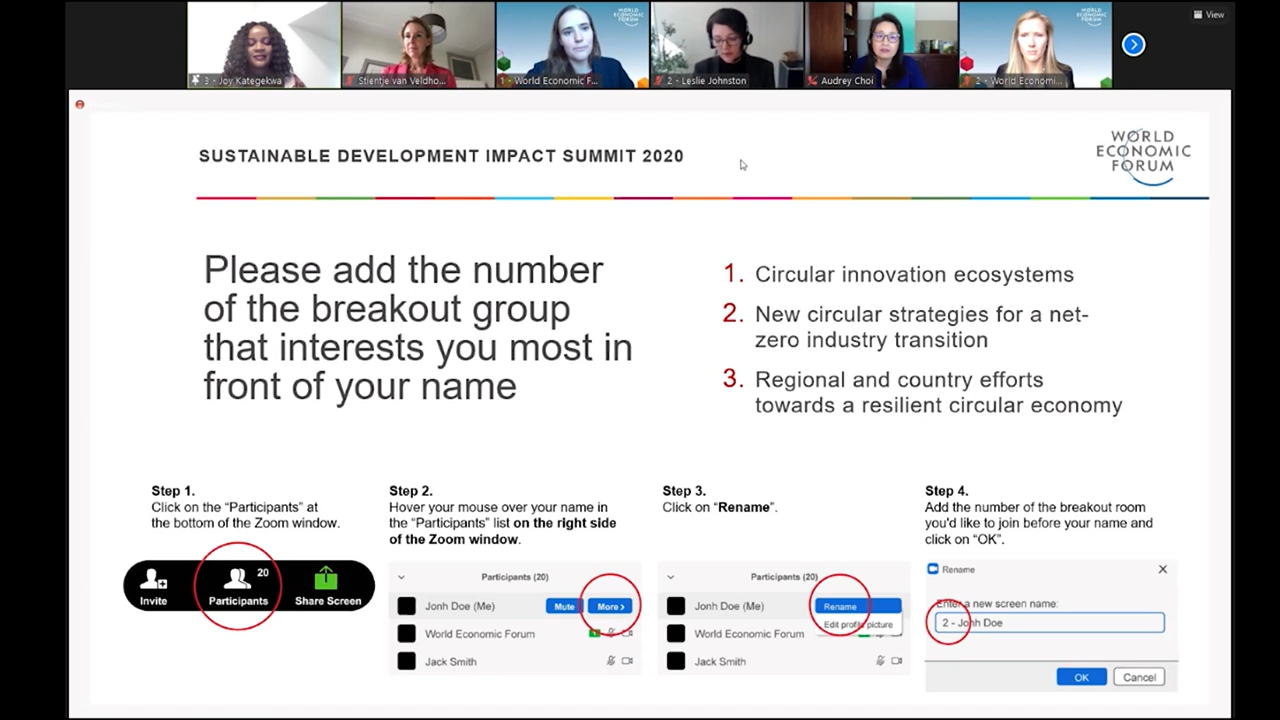 View
WORLD
ECONOMIC
FORUM
WORLD
ECONOMIC
FORUM
3 - Joy Kategekwa
Stientje van Veldho...
1 - World Economic F...
2 - Leslie Johnston
Audrey Choi
2 - World Economi...
SUSTAINABLE DEVELOPMENT IMPACT SUMMIT 2020
WORLD
ECONOMIC
FORUM
Please add the number
of the breakout group
that interests you most in
front of your name
1. Circular innovation ecosystems
2. New circular strategies for a net-
zero industry transition
3. Regional and country efforts
towards a resilient circular economy
Step 1.
Click on the “Participants” at
the bottom of the Zoom window.
Invite
Participants
20
Share Screen
Step 2.
Hover your mouse over your name in
the “Participants” list on the right side
of the Zoom window.
Participants (20)
Jonh Doe (Me) Mute More >
World Economic Forum
Jack Smith
Step 3.
Click on “Rename”.
Participants (20)
Jonh Doe (Me) Rename
Edit profile picture
World Economic Forum
Jack Smith
Step 4.
Add the number of the breakout room
you'd like to join before your name and
click on “OK”.
Rename
Enter a new screen name:
2 - Jonh Doe
OK Cancel